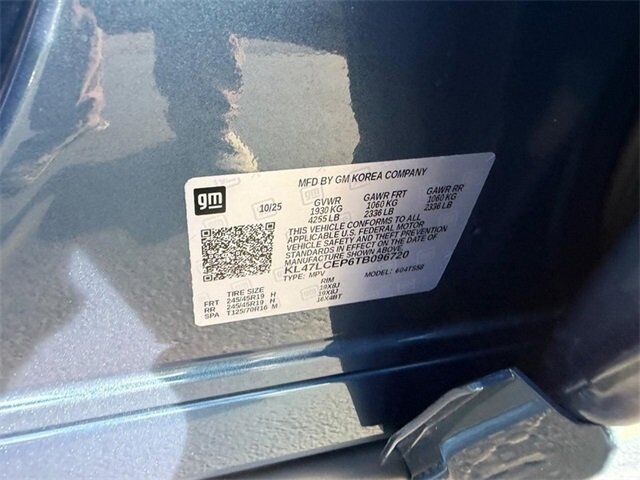 MFD BY GM KOREA COMPANY
gm
10/25 GVWR GAWR FRT GAWR RR
1930 KG 1060 KG 1060 KG
4255 LB 2336 LB 2336 LB
THIS VEHICLE CONFORMS TO ALL
APPLICABLE U.S. FEDERAL MOTOR
VEHICLE SAFETY AND THEFT PREVENTION
STANDARDS IN EFFECT ON THE DATE OF
MANUFACTURE SHOWN ABOVE.
KL47LCEP6TB096720
TYPE: MPV MODEL: 604TS58
TIRE SIZE RIM
FRT 245/45R19 H 19X8J
RR 245/45R19 H 19X8J
SPA T125/70R16 M 16X4BT